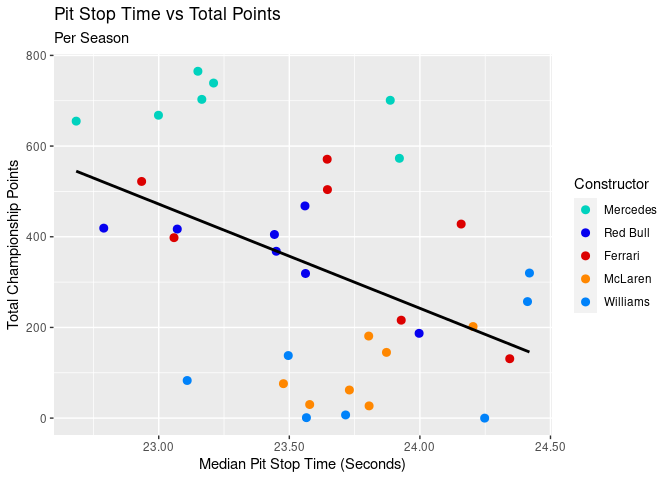 Pit Stop Time vs Total Points
Per Season
Total Championship Points
800
600
400
200
0
23.00
23.50
24.00
24.50
Median Pit Stop Time (Seconds)
Constructor
Mercedes
Red Bull
Ferrari
McLaren
Williams